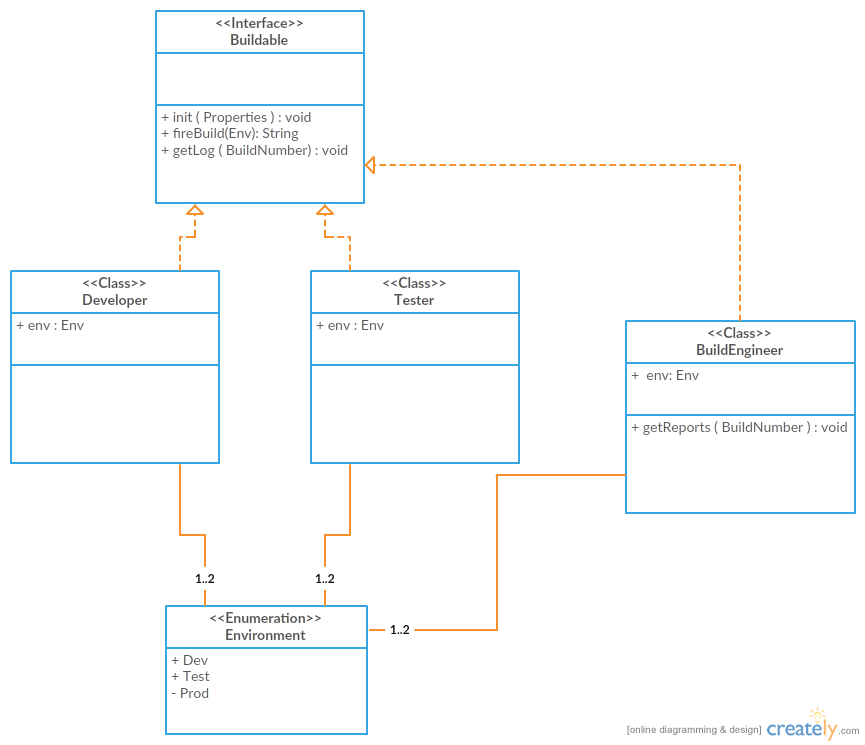 <<Interface>>
Buildable
+ init ( Properties ) : void
+ fireBuild(Env): String
+ getLog ( BuildNumber) : void
<<Class>>
Developer
+ env : Env
<<Class>>
Tester
+ env : Env
<<Class>>
BuildEngineer
+ env: Env
+ getReports ( BuildNumber ) : void
1..2
1..2
1..2
<<Enumeration>>
Environment
+ Dev
+ Test
- Prod
[online diagramming & design] creately.com